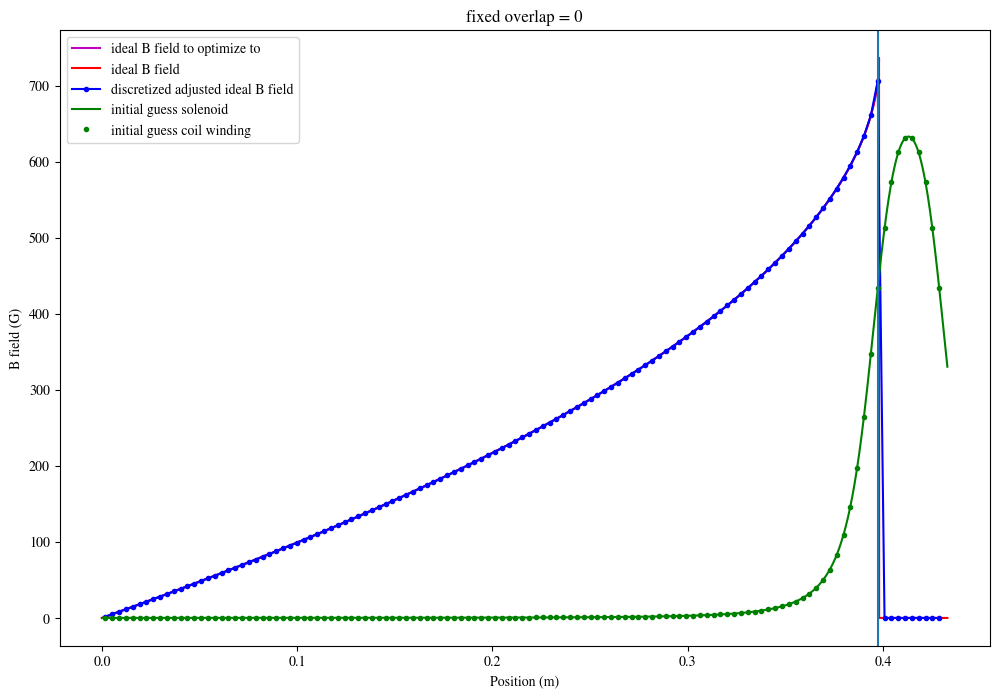 fixed overlap = 0
ideal B field to optimize to
ideal B field
discretized adjusted ideal B field
initial guess solenoid
initial guess coil winding
B field (G)
700
600
500
400
300
200
100
0
0.0 0.1 0.2 0.3 0.4
Position (m)